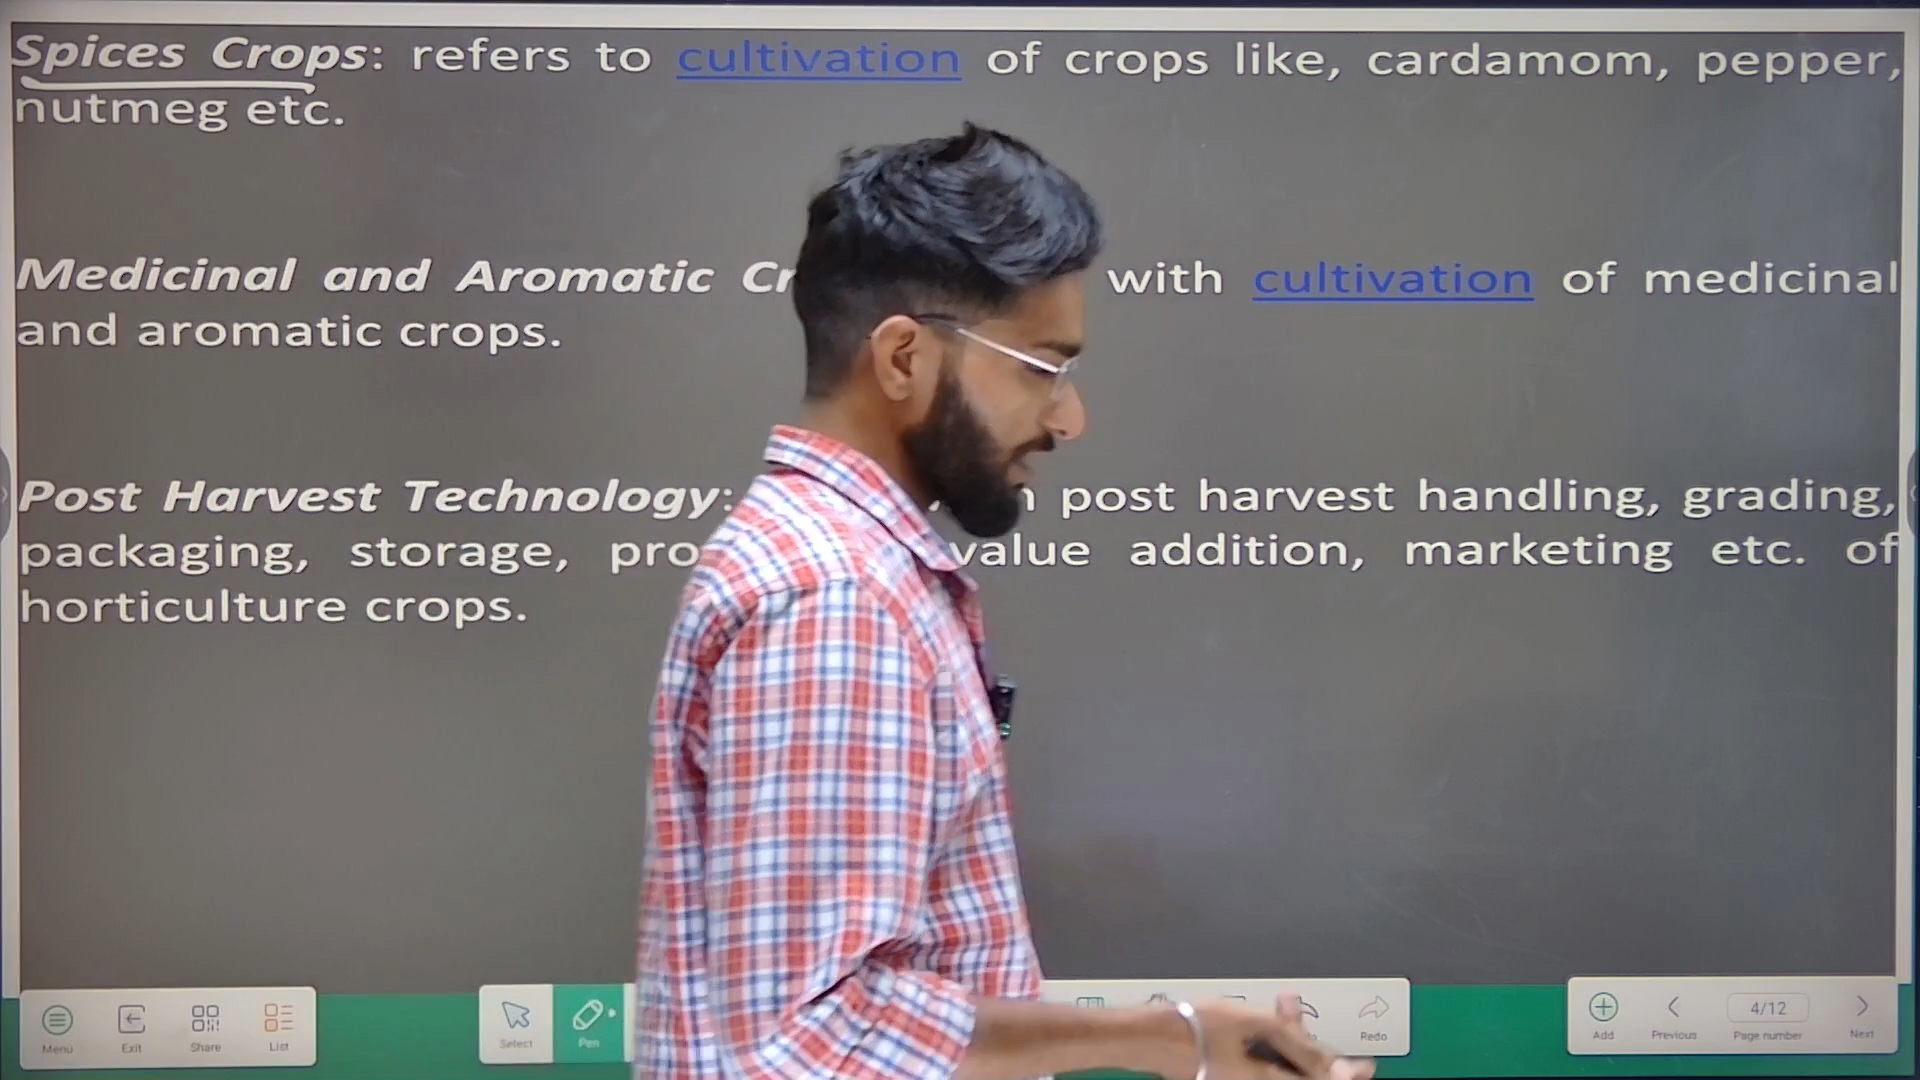 Spices Crops: refers to cultivation of crops like, cardamom, pepper,
nutmeg etc.
Medicinal and Aromatic with cultivation of medicinal
and aromatic crops.
Post Harvest Technology: post harvest handling, grading,
packaging, storage, value addition, marketing etc. of
horticulture crops.
Menu Exit Share List Select Pen Redo Add Previous 4/12 Page number Next